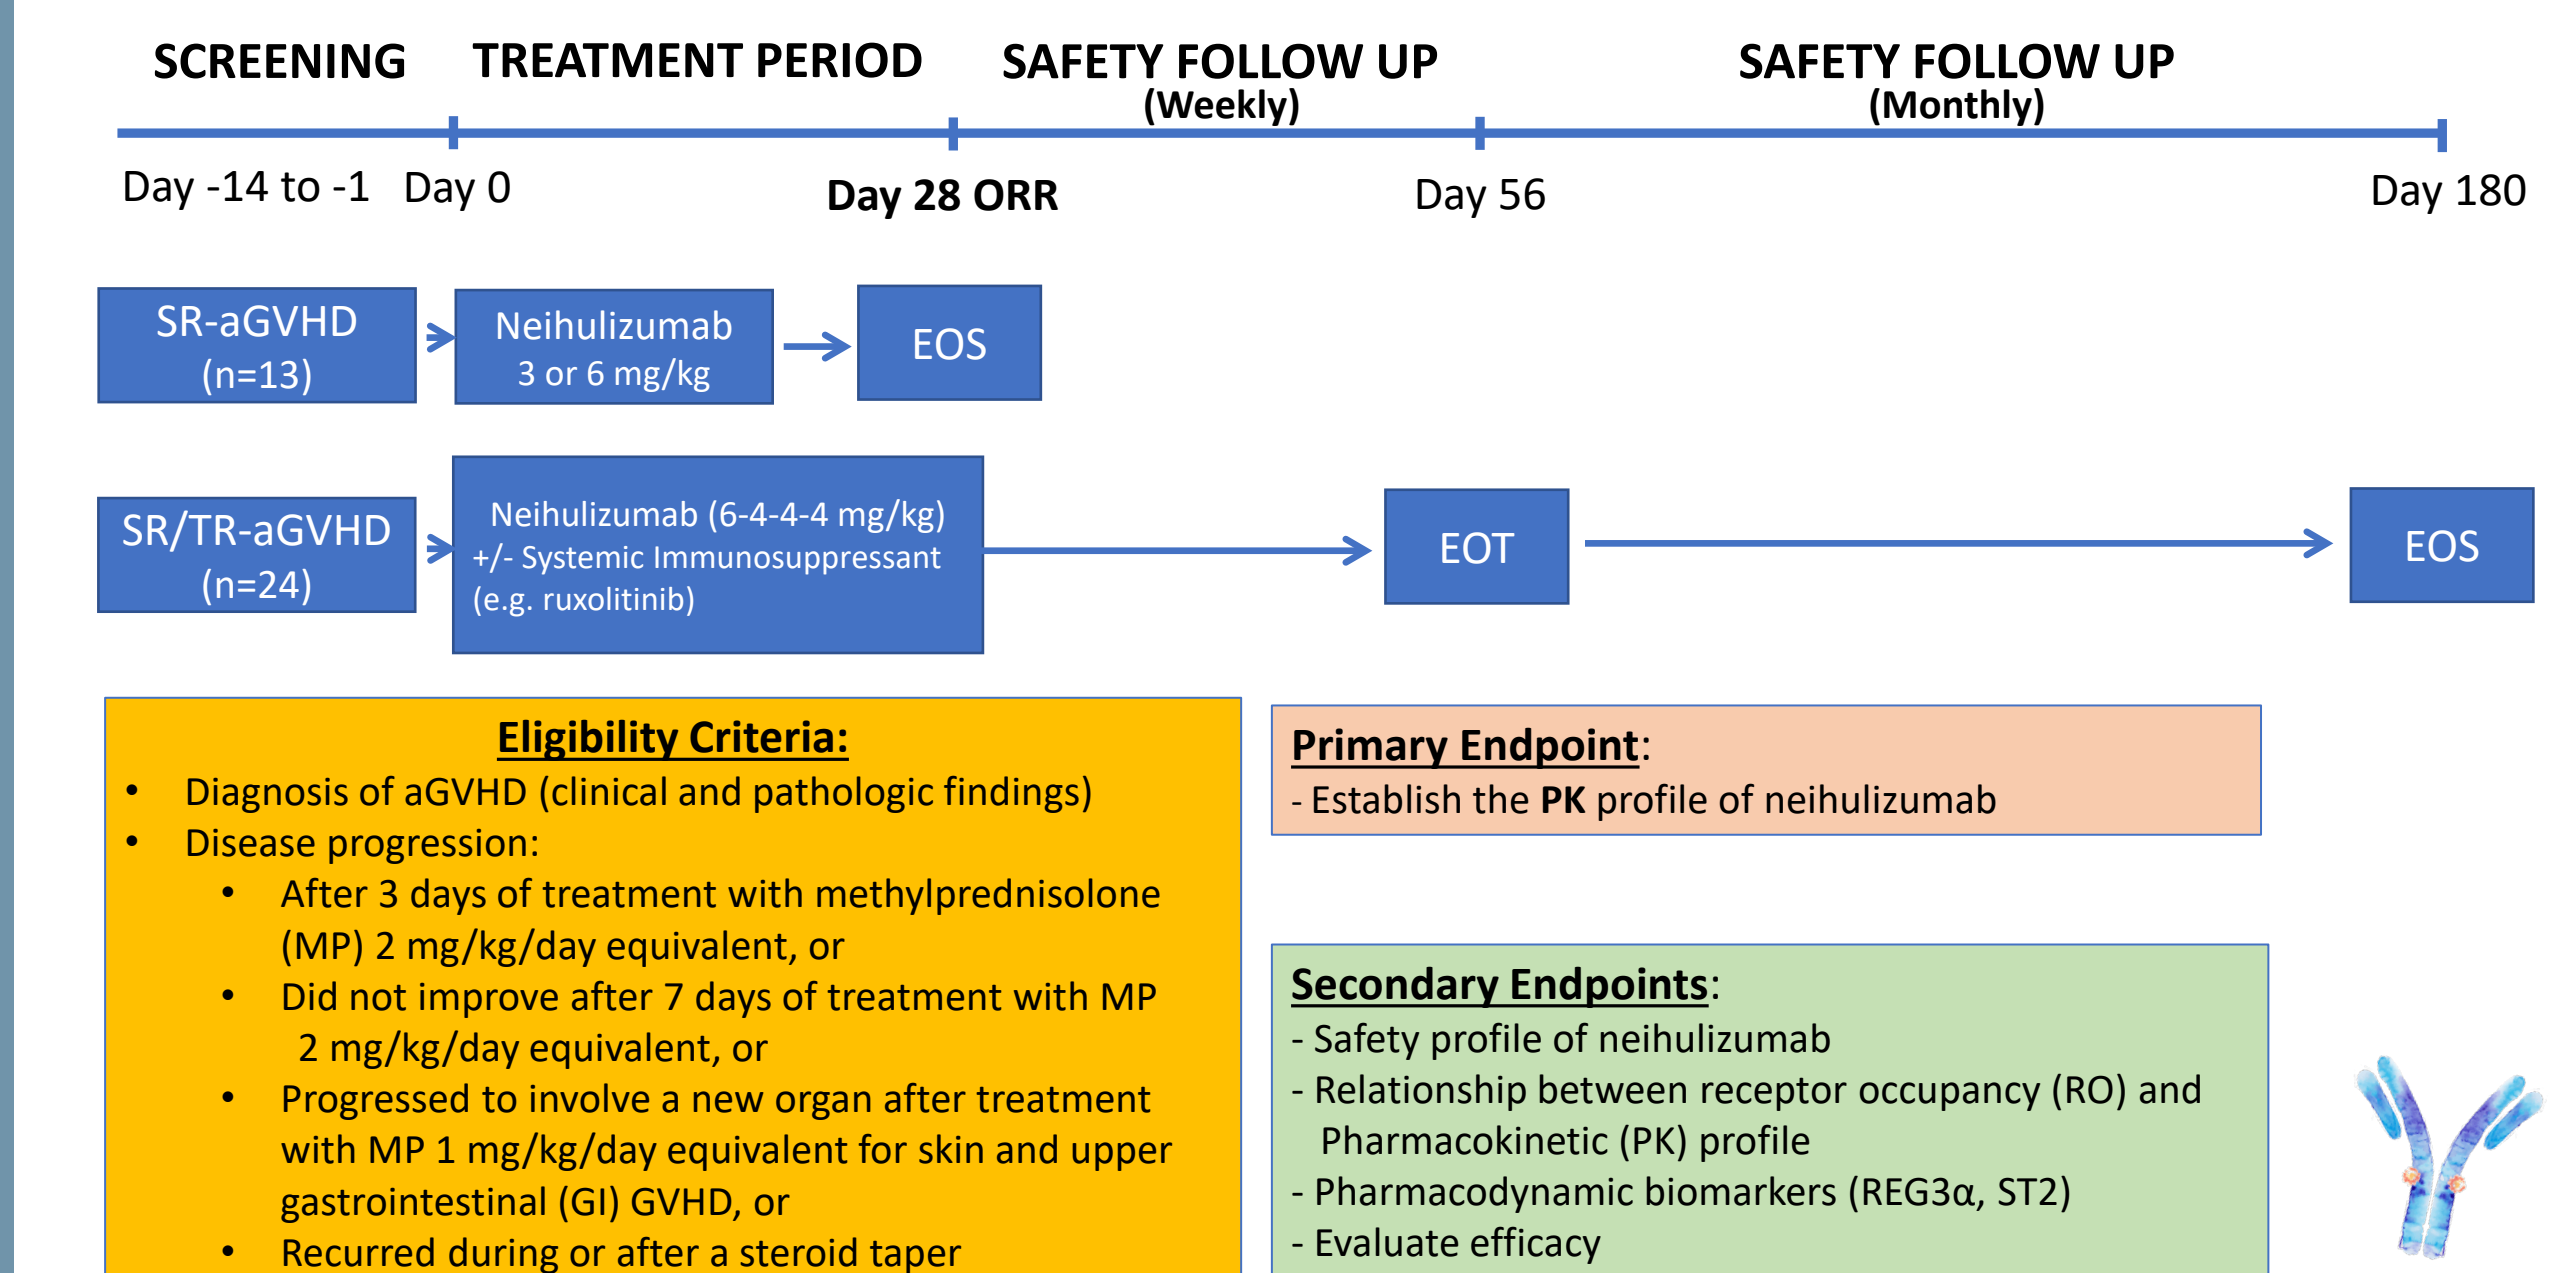 SCREENING
TREATMENT PERIOD
SAFETY FOLLOW UP
(Weekly)
SAFETY FOLLOW UP
(Monthly)
Day -14 to -1
Day 0
Day 28 ORR
Day 56
Day 180
SR-aGVHD
(n=13)
Neihulizumab
3 or 6 mg/kg
EOS
SR/TR-aGVHD
(n=24)
Neihulizumab (6-4-4-4 mg/kg)
+/- Systemic Immunosuppressant
(e.g. ruxolitinib)
EOT
EOS
Eligibility Criteria:
• Diagnosis of aGVHD (clinical and pathologic findings)
• Disease progression:
• After 3 days of treatment with methylprednisolone
(MP) 2 mg/kg/day equivalent, or
• Did not improve after 7 days of treatment with MP
2 mg/kg/day equivalent, or
• Progressed to involve a new organ after treatment
with MP 1 mg/kg/day equivalent for skin and upper
gastrointestinal (GI) GVHD, or
• Recurred during or after a steroid taper
Primary Endpoint:
- Establish the PK profile of neihulizumab
Secondary Endpoints:
- Safety profile of neihulizumab
- Relationship between receptor occupancy (RO) and
Pharmacokinetic (PK) profile
- Pharmacodynamic biomarkers (REG3α, ST2)
- Evaluate efficacy